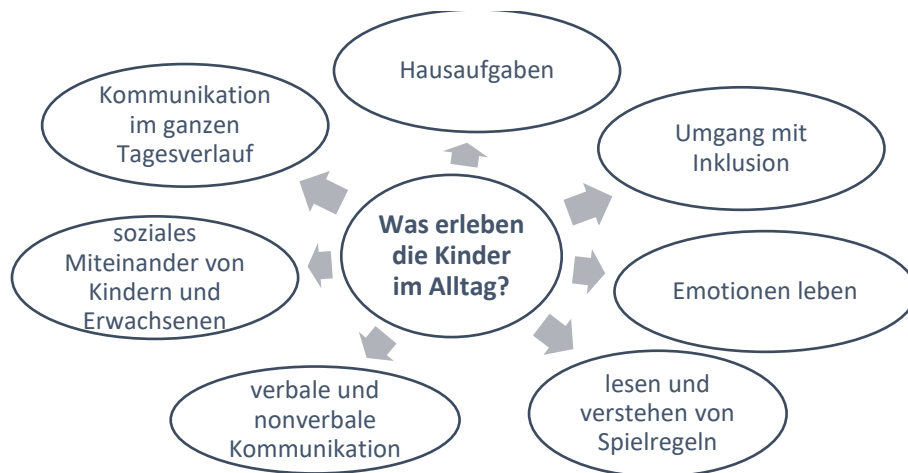 Hausaufgaben
Kommunikation
im ganzen
Tagesverlauf
Umgang mit
Inklusion
Was erleben
die Kinder
im Alltag?
soziales
Miteinander von
Kindern und
Erwachsenen
Emotionen leben
verbale und
nonverbale
Kommunikation
lesen und
verstehen von
Spielregeln